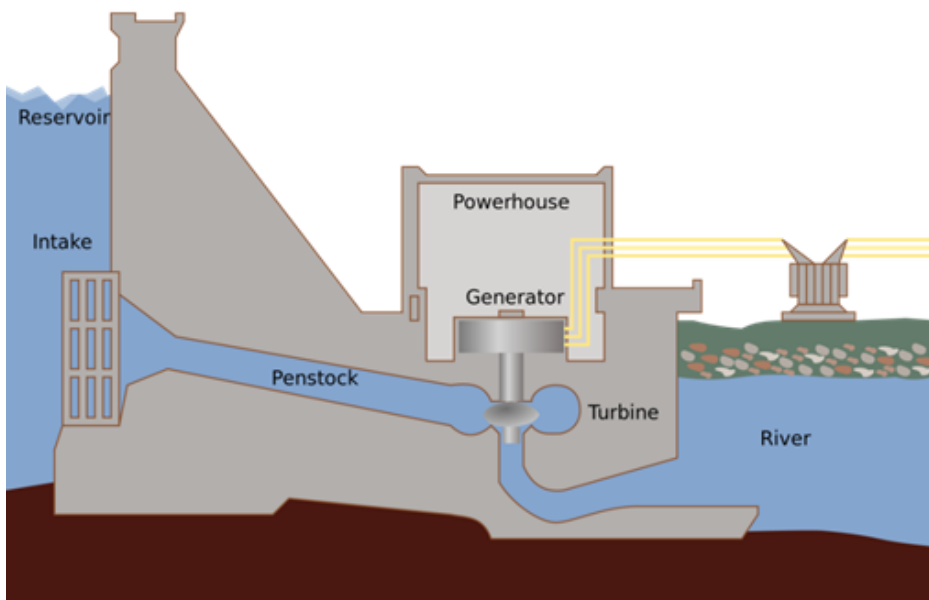 Reservoir
Intake
Powerhouse
Generator
Penstock
Turbine
River